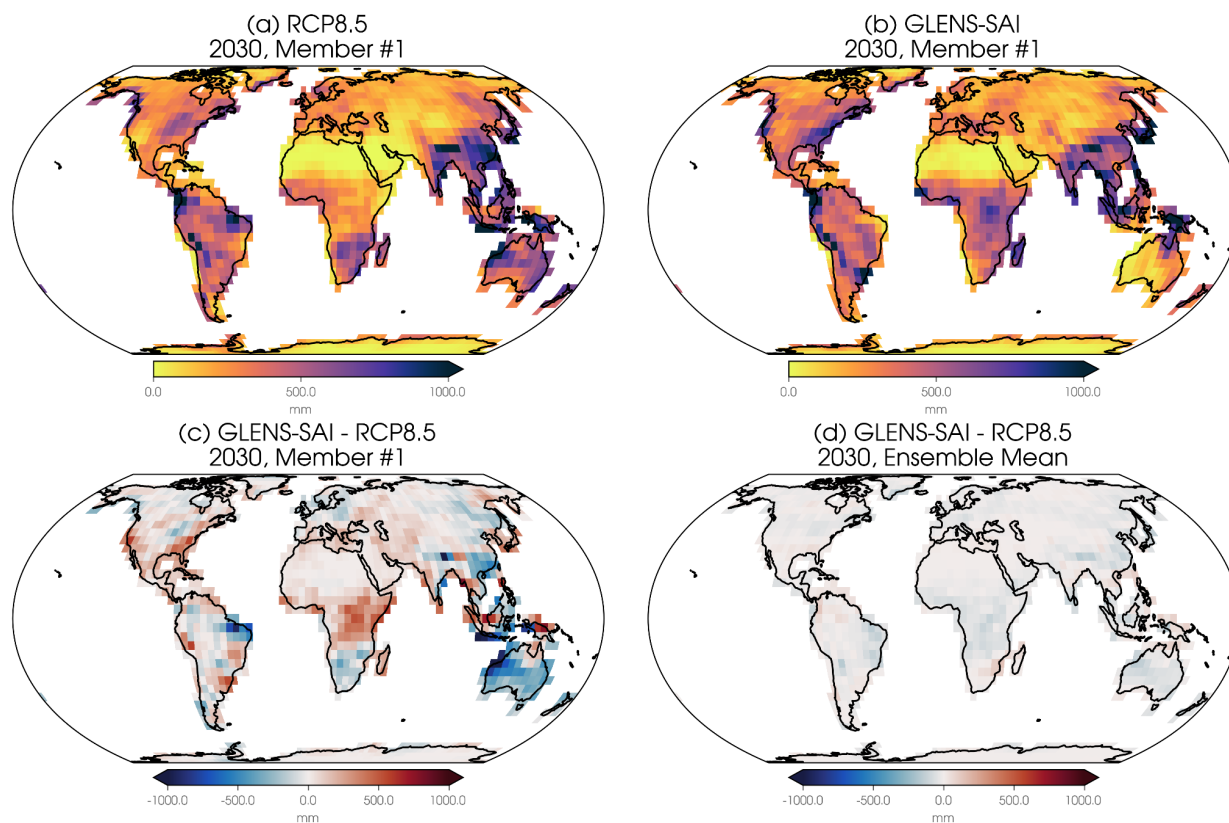 (a) RCP8.5
2030, Member #1
(b) GLENS-SAI
2030, Member #1
0.0 500.0 1000.0
mm
0.0 500.0 1000.0
mm
(c) GLENS-SAI - RCP8.5
2030, Member #1
(d) GLENS-SAI - RCP8.5
2030, Ensemble Mean
-1000.0 -500.0 0.0 500.0 1000.0
mm
-1000.0 -500.0 0.0 500.0 1000.0
mm